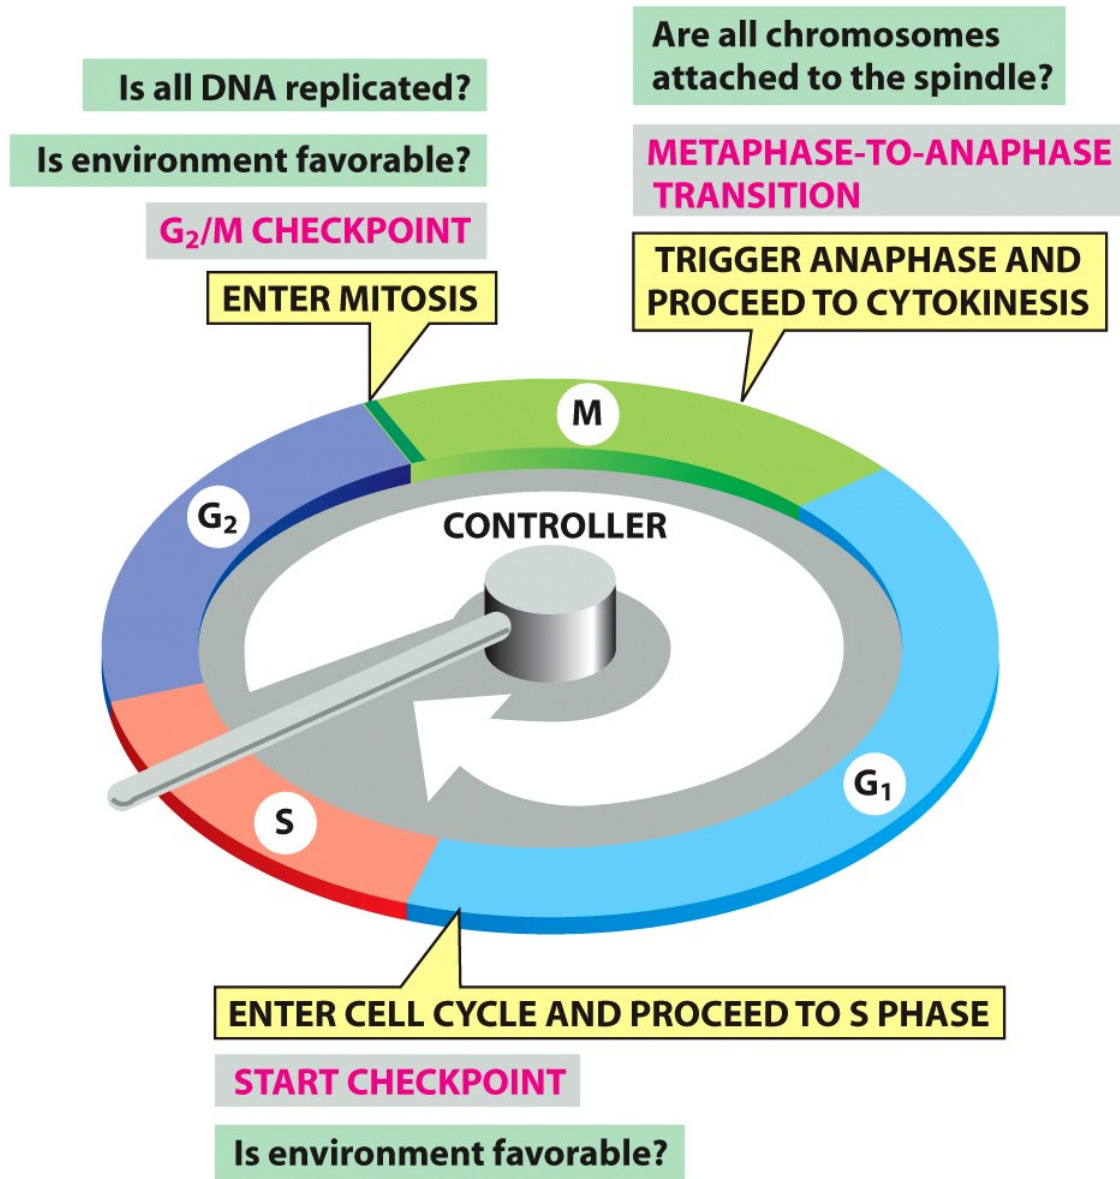 Is all DNA replicated?
Is environment favorable?
G₂/M CHECKPOINT
ENTER MITOSIS
Are all chromosomes
attached to the spindle?
METAPHASE-TO-ANAPHASE
TRANSITION
TRIGGER ANAPHASE AND
PROCEED TO CYTOKINESIS
M
G₂
CONTROLLER
G₁
S
ENTER CELL CYCLE AND PROCEED TO S PHASE
START CHECKPOINT
Is environment favorable?